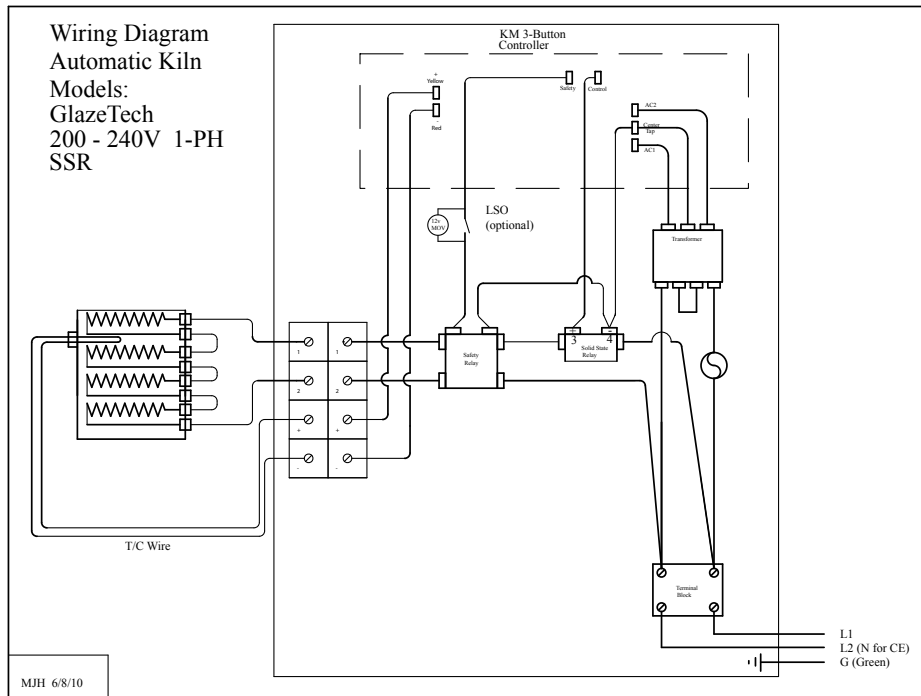 Wiring Diagram
Automatic Kiln
Models:
GlazeTech
200 - 240V 1-PH
SSR
KM 3-Button
Controller
+
Yellow
-
Red
Safety
Control
AC2
Center
Tap
AC1
12v
MOV
LSO
(optional)
Transformer
1
1
2
2
+
+
-
-
Safety
Relay
+
3
-
4
Solid State
Relay
T/C Wire
Terminal
Block
L1
L2 (N for CE)
G (Green)
MJH 6/8/10